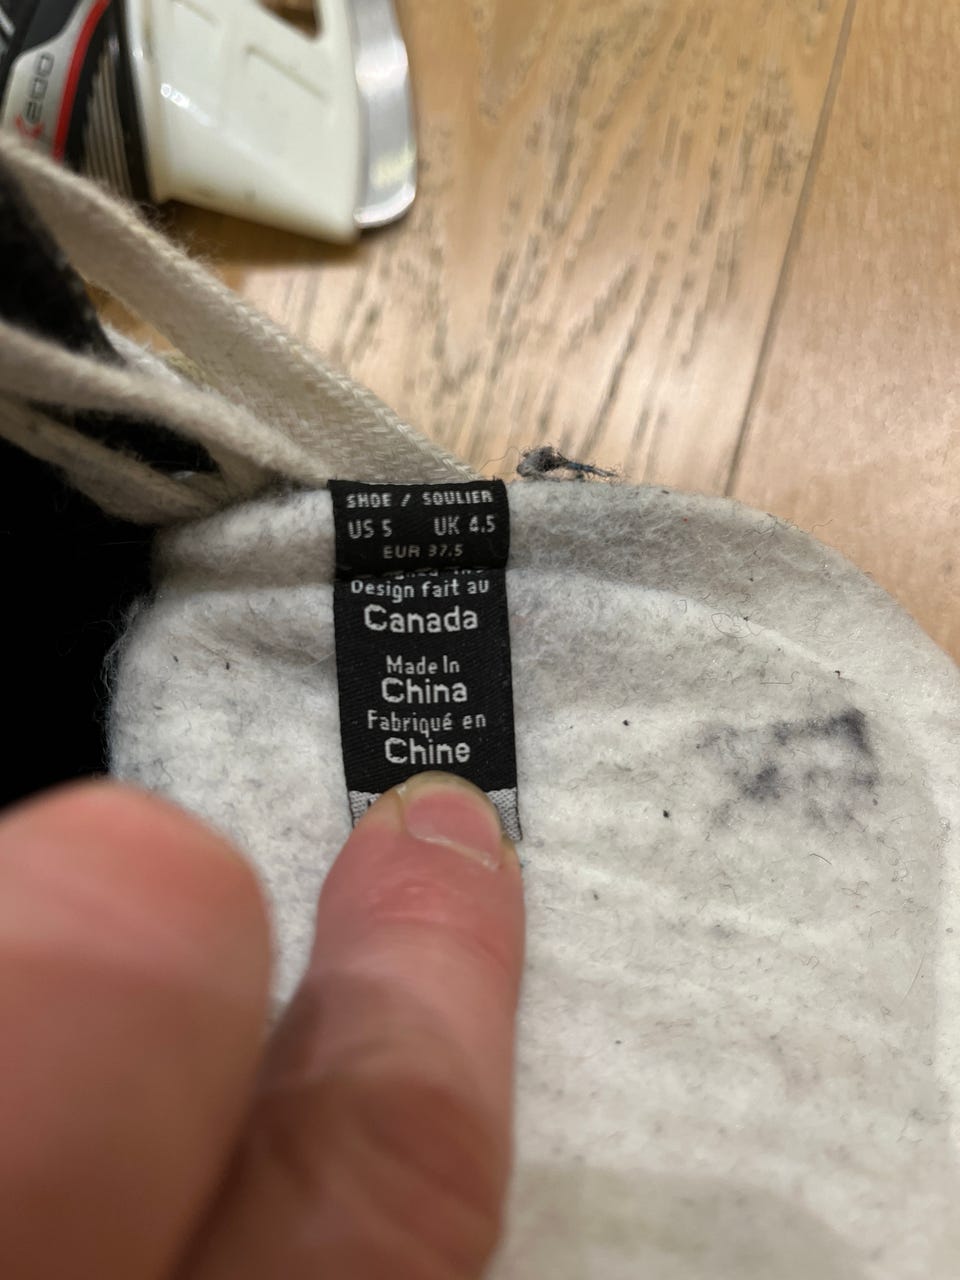 SHOE / SOULIER
US 5 UK 4.5
EUR 37.5
Design fait au
Canada
Made In
China
Fabriqué en
Chine